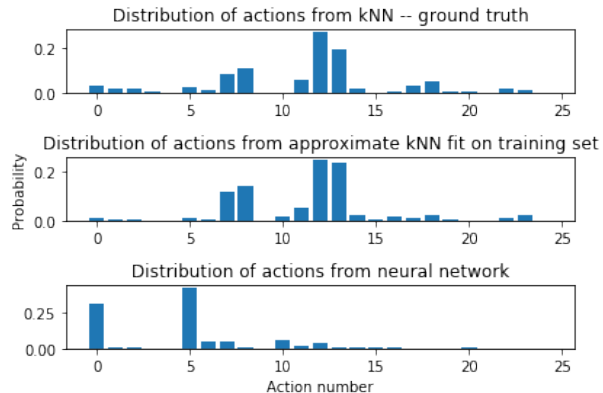 Distribution of actions from kNN -- ground truth
0.2
0.0
0 5 10 15 20 25
Distribution of actions from approximate kNN fit on training set
0.2
0.0
0 5 10 15 20 25
Probability
Distribution of actions from neural network
0.25
0.00
0 5 10 15 20 25
Action number